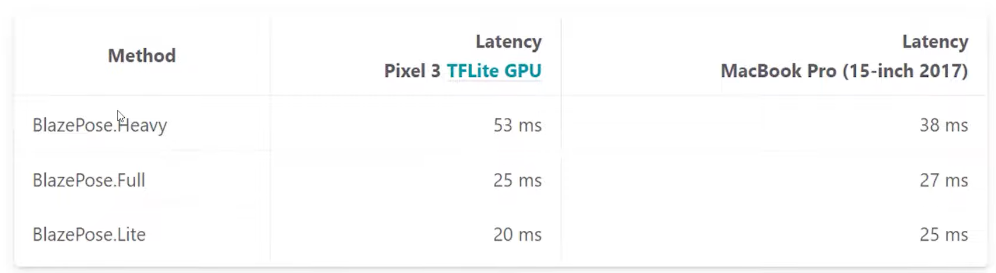 Method
Latency
Pixel 3 TFLite GPU
Latency
MacBook Pro (15-inch 2017)
BlazePose.Heavy 53 ms 38 ms
BlazePose.Full 25 ms 27 ms
BlazePose.Lite 20 ms 25 ms